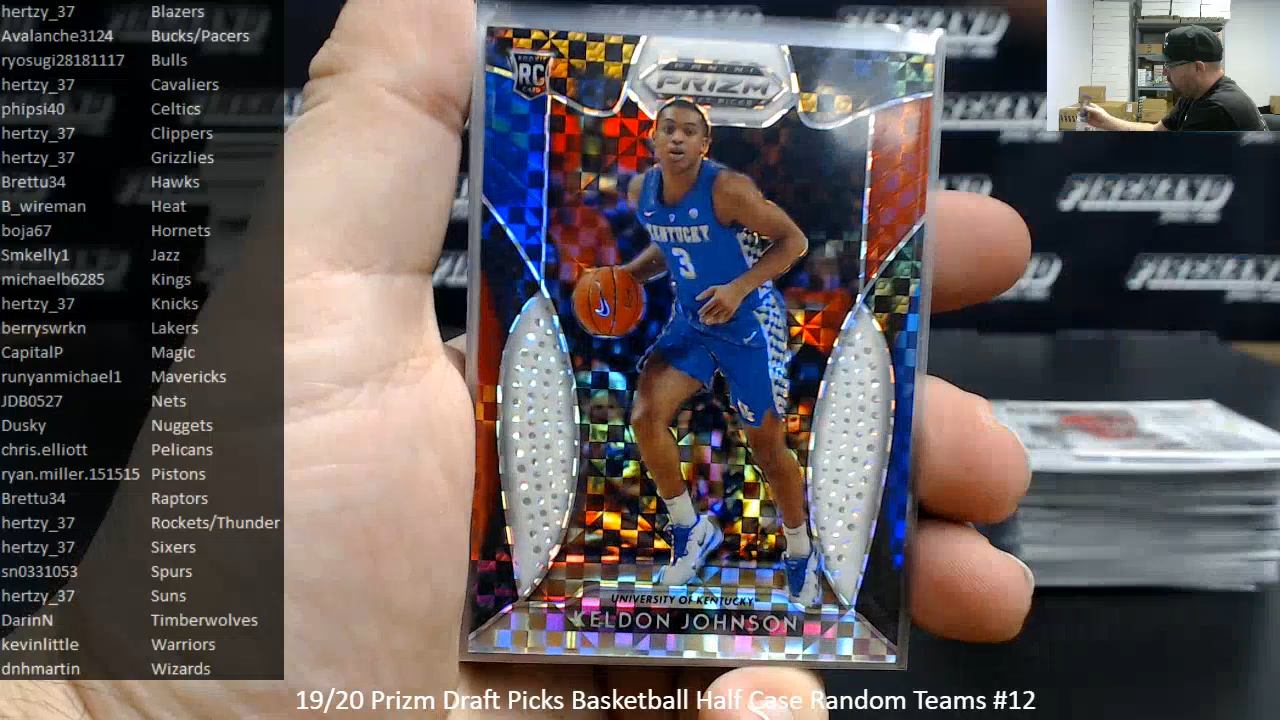 hertzy_37 Blazers
Avalanche3124 Bucks/Pacers
ryosugi28181117 Bulls
hertzy_37 Cavaliers
phipsi40 Celtics
hertzy_37 Clippers
hertzy_37 Grizzlies
Brettu34 Hawks
B_wireman Heat
boja67 Hornets
Smkelly1 Jazz
michaelb6285 Kings
hertzy_37 Knicks
berryswrkn Lakers
CapitalP Magic
runyanmichael1 Mavericks
JDB0527 Nets
Dusky Nuggets
chris.elliott Pelicans
ryan.miller.151515 Pistons
Brettu34 Raptors
hertzy_37 Rockets/Thunder
hertzy_37 Sixers
sn0331053 Spurs
hertzy_37 Suns
DarinN Timberwolves
kevinlittle Warriors
dnhmartin Wizards
RC
PANINI
PRIZM
KENTUCKY
3
UNIVERSITY OF KENTUCKY
KELDON JOHNSON
19/20 Prizm Draft Picks Basketball Half Case Random Teams #12